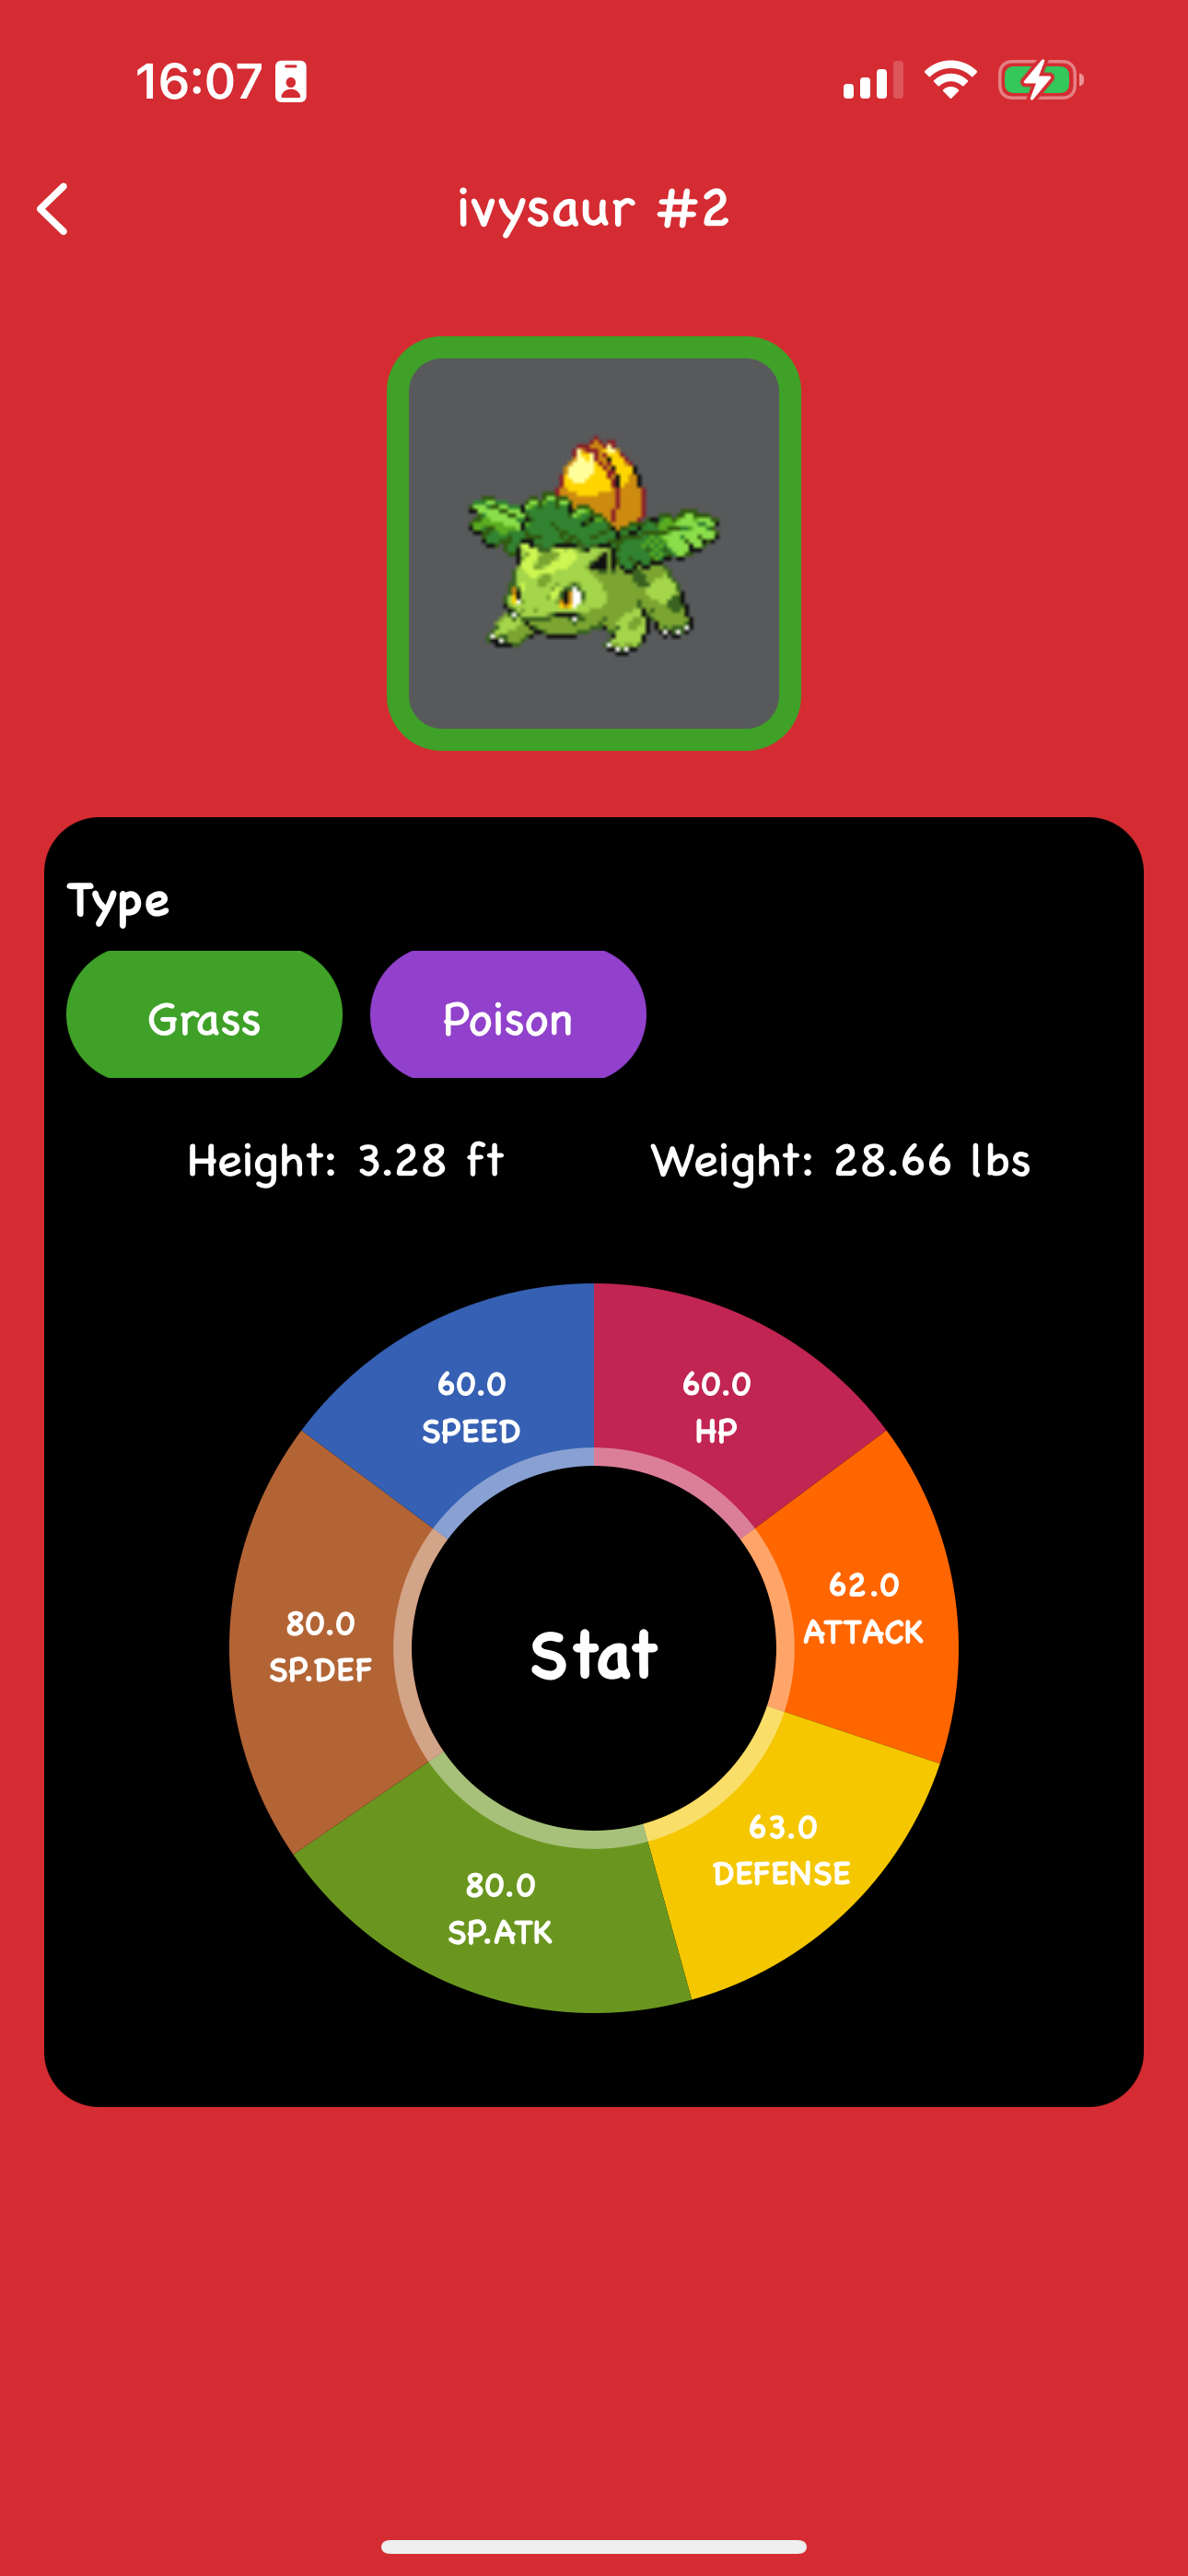 16:07
ivysaur #2
Type
Grass Poison
Height: 3.28 ft Weight: 28.66 lbs
60.0
SPEED
60.0
HP
62.0
ATTACK
80.0
SP.DEF
Stat
63.0
DEFENSE
80.0
SP.ATK